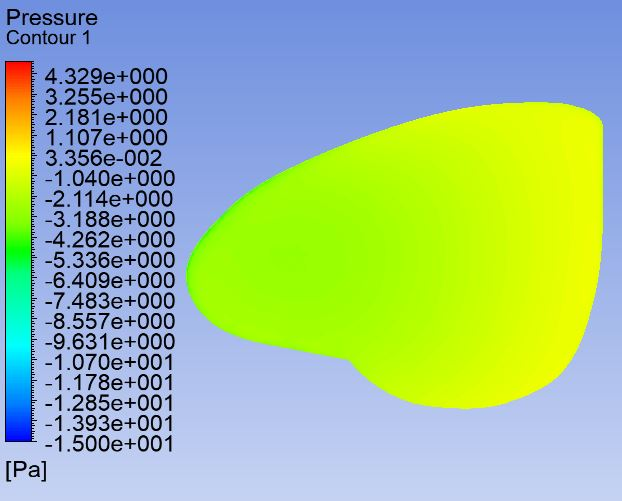 Pressure
Contour 1
4.329e+000
3.255e+000
2.181e+000
1.107e+000
3.356e-002
-1.040e+000
-2.114e+000
-3.188e+000
-4.262e+000
-5.336e+000
-6.409e+000
-7.483e+000
-8.557e+000
-9.631e+000
-1.070e+001
-1.178e+001
-1.285e+001
-1.393e+001
-1.500e+001
[Pa]